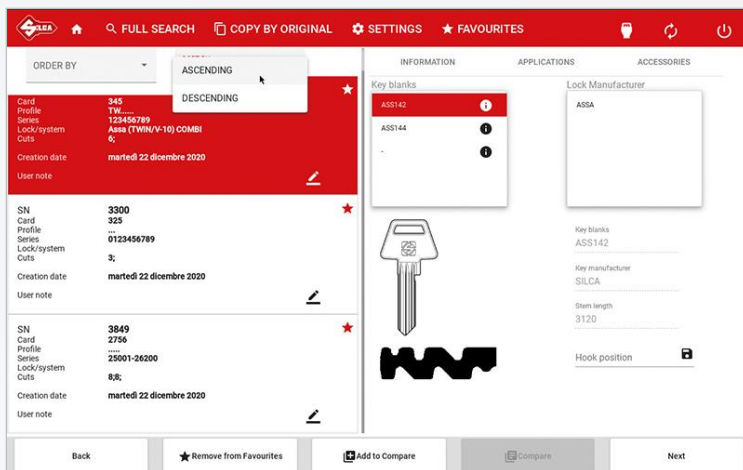 SILCA
FULL SEARCH
COPY BY ORIGINAL
SETTINGS
FAVOURITES
ORDER BY
ASCENDING
DESCENDING
Card 345
Profile TW......
Series 123456789
Lock/system Assa (TWIN/V-10) COMBI
Cuts 6;
Creation date martedì 22 dicembre 2020
User note
SN 3300
Card 325
Profile ...
Series 0123456789
Lock/system
Cuts 3;
Creation date martedì 22 dicembre 2020
User note
SN 3849
Card 2756
Profile .....
Series 25001-26200
Lock/system
Cuts 8;8;
Creation date martedì 22 dicembre 2020
User note
INFORMATION
APPLICATIONS
ACCESSORIES
Key blanks
ASS142
ASS144
-
Lock Manufacturer
ASSA
Key blanks
ASS142
Key manufacturer
SILCA
Stem length
3120
Hook position
Back
Remove from Favourites
Add to Compare
Compare
Next